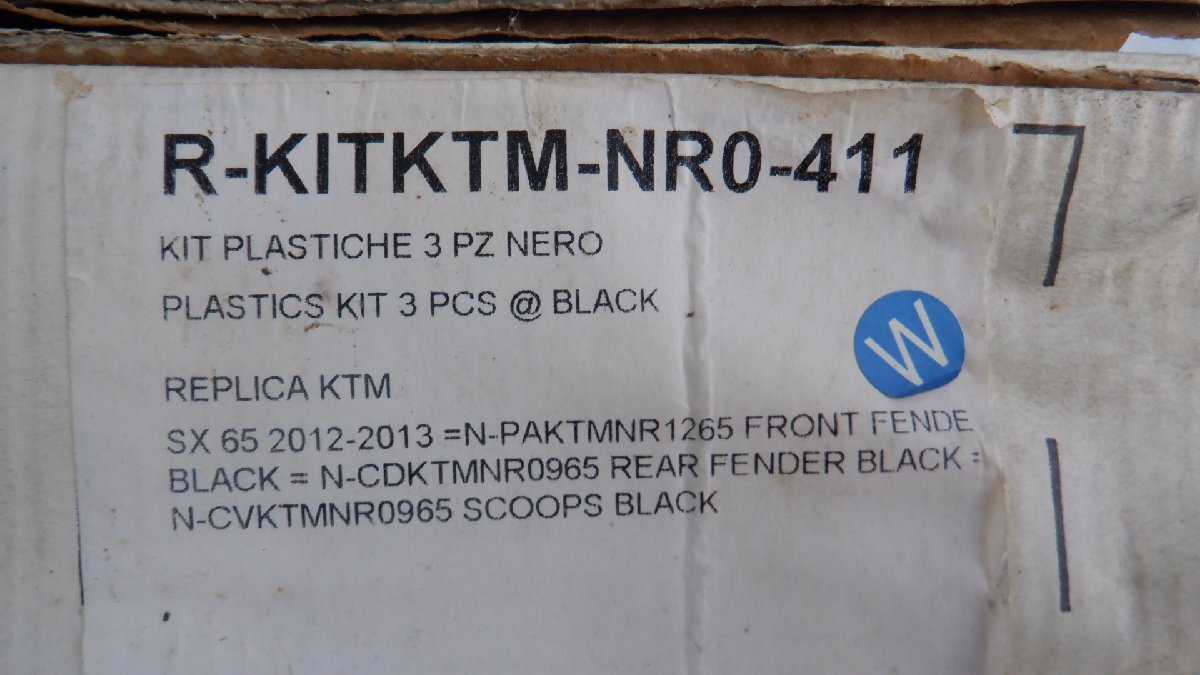 R-KITKTM-NR0-411
KIT PLASTICHE 3 PZ NERO
PLASTICS KIT 3 PCS @ BLACK
W
REPLICA KTM
SX 65 2012-2013 =N-PAKTMNR1265 FRONT FENDE
BLACK = N-CDKTMNR0965 REAR FENDER BLACK =
N-CVKTMNR0965 SCOOPS BLACK